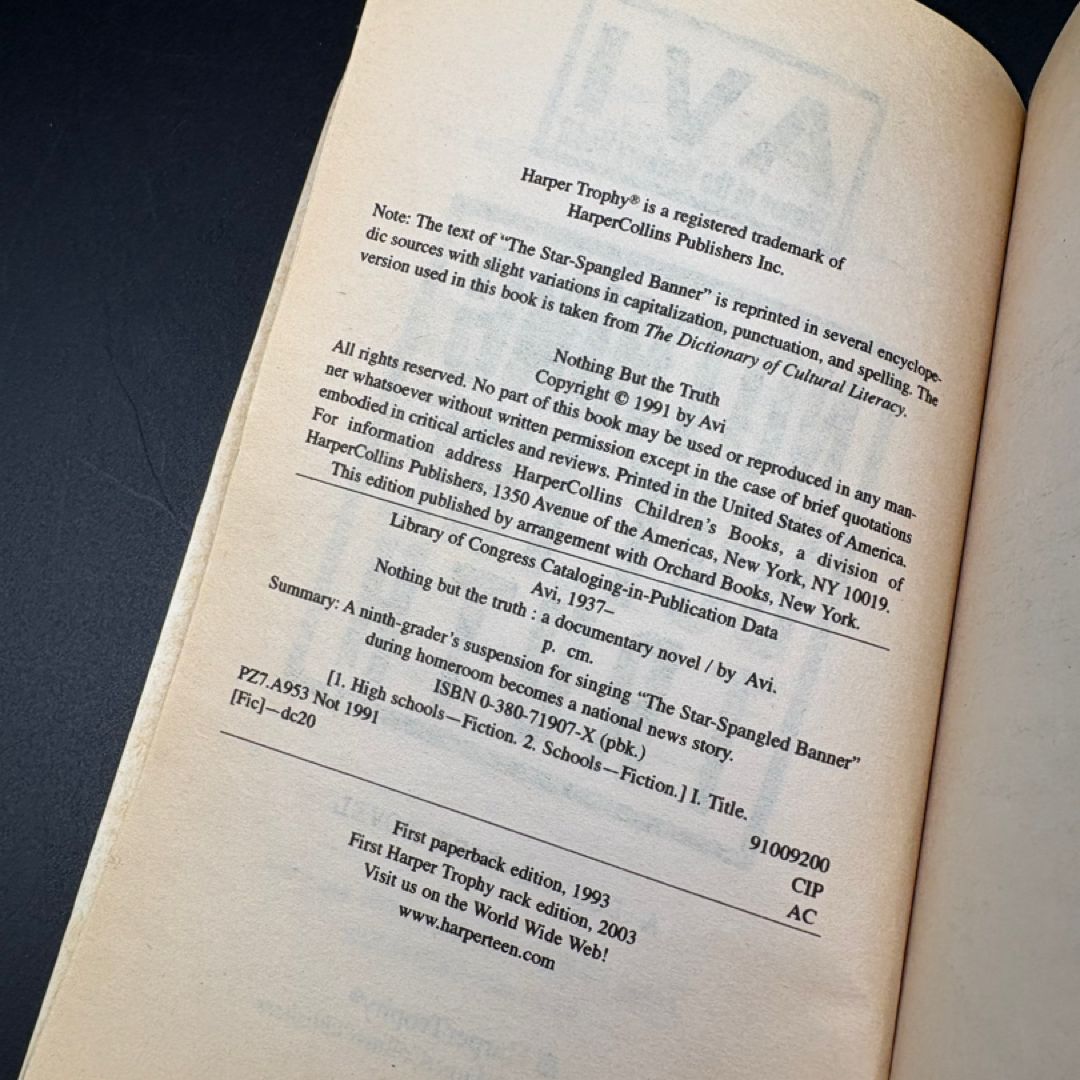 Harper Trophy® is a registered trademark of
HarperCollins Publishers Inc.
Note: The text of "The Star-Spangled Banner" is reprinted in several encyclope-
dic sources with slight variations in capitalization, punctuation, and spelling. The
version used in this book is taken from The Dictionary of Cultural Literacy.
Nothing But the Truth
Copyright © 1991 by Avi
All rights reserved. No part of this book may be used or reproduced in any man-
ner whatsoever without written permission except in the case of brief quotations
embodied in critical articles and reviews. Printed in the United States of America.
For information address HarperCollins Children's Books, a division of
HarperCollins Publishers, 1350 Avenue of the Americas, New York, NY 10019.
This edition published by arrangement with Orchard Books, New York.
Library of Congress Cataloging-in-Publication Data
Avi, 1937–
Nothing but the truth : a documentary novel / by Avi.
p. cm.
Summary: A ninth-grader's suspension for singing "The Star-Spangled Banner"
during homeroom becomes a national news story.
ISBN 0-380-71907-X (pbk.)
[1. High schools—Fiction. 2. Schools—Fiction.] I. Title.
PZ7.A953 Not 1991
91009200
[Fic]—dc20
CIP
AC
First paperback edition, 1993
First Harper Trophy rack edition, 2003
Visit us on the World Wide Web!
www.harperteen.com
AVI